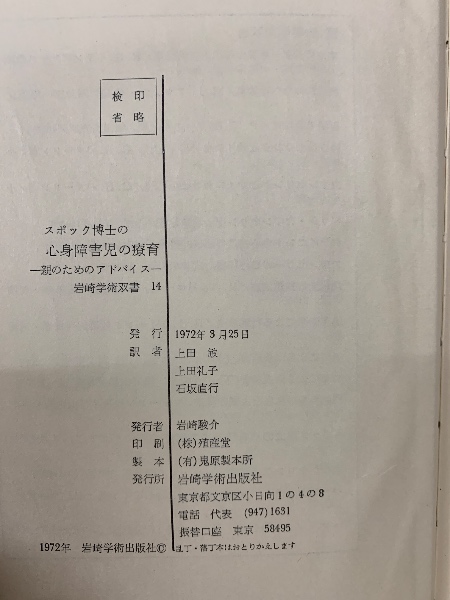 検印
省略
スポック博士の
心身障害児の療育
―親のためのアドバイス―
岩崎学術双書 14
発行 1972年3月25日
訳者 上田 敏
上田礼子
石坂直行
発行者 岩崎駿介
印刷 (株)殖産堂
製本 (有)鬼原製本所
発行所 岩崎学術出版社
東京都文京区小日向1の4の8
電話 代表 (947)1631
振替口座 東京 58495
1972年 岩崎学術出版社© 乱丁・落丁本はおとりかえします